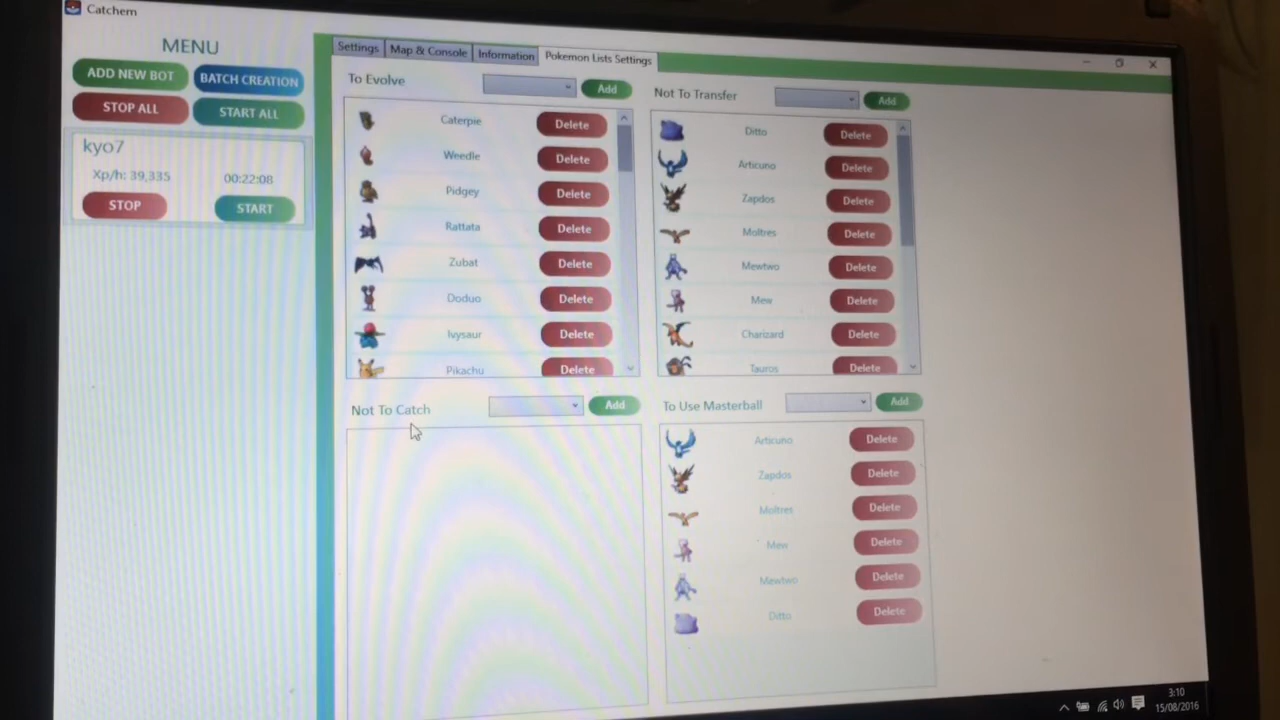 Catchem
MENU
ADD NEW BOT
BATCH CREATION
STOP ALL
START ALL
kyo7
Xp/h: 39,335
00:22:08
STOP
START
Settings
Map & Console
Information
Pokemon Lists Settings
To Evolve
Add
Caterpie
Delete
Weedle
Delete
Pidgey
Delete
Rattata
Delete
Zubat
Delete
Doduo
Delete
Ivysaur
Delete
Pikachu
Delete
Not To Transfer
Add
Ditto
Delete
Articuno
Delete
Zapdos
Delete
Moltres
Delete
Mewtwo
Delete
Mew
Delete
Charizard
Delete
Tauros
Delete
Not To Catch
Add
To Use Masterball
Add
Articuno
Delete
Zapdos
Delete
Moltres
Delete
Mew
Delete
Mewtwo
Delete
Ditto
Delete
3:10
15/08/2016